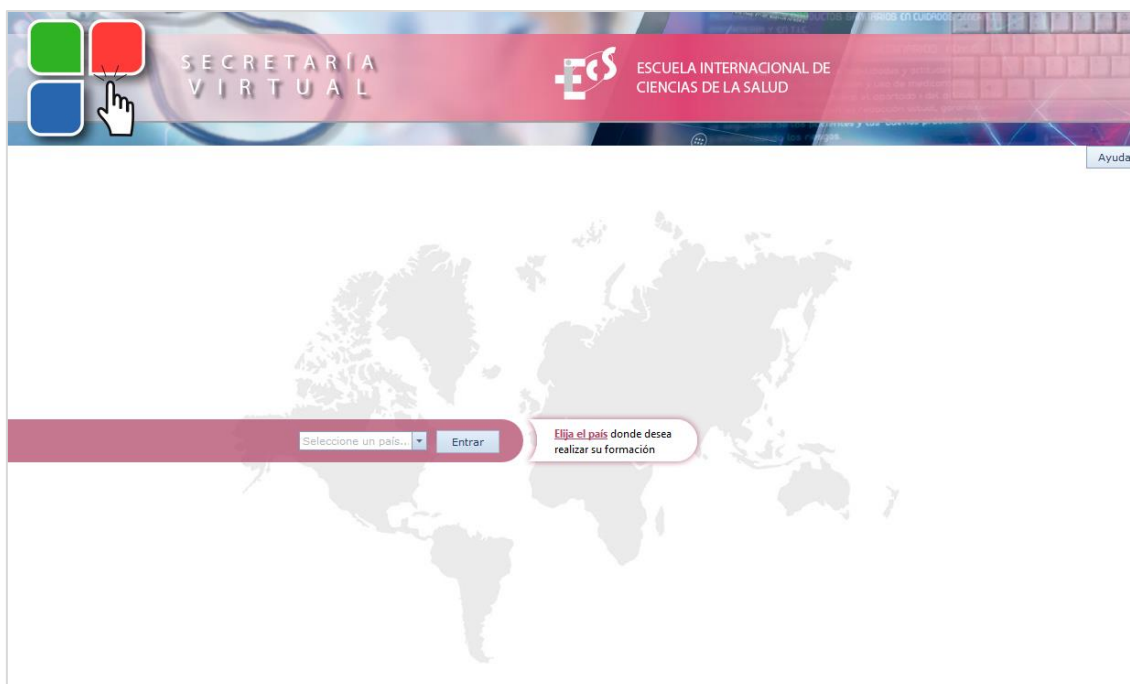 SECRETARÍA
VIRTUAL
ECS
ESCUELA INTERNACIONAL DE
CIENCIAS DE LA SALUD
Ayuda
Seleccione un país...
Entrar
Elija el país donde desea
realizar su formación